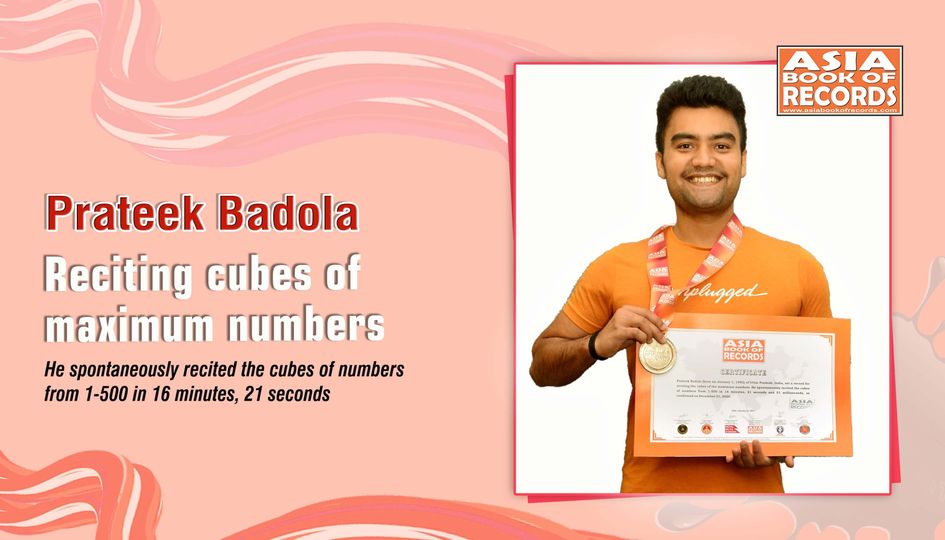 ASIA
BOOK OF
RECORDS
www.asiabookofrecords.com
Prateek Badola
Reciting cubes of
maximum numbers
He spontaneously recited the cubes of numbers
from 1-500 in 16 minutes, 21 seconds
nplugged
ASIA
BOOK OF
RECORDS
CERTIFICATE